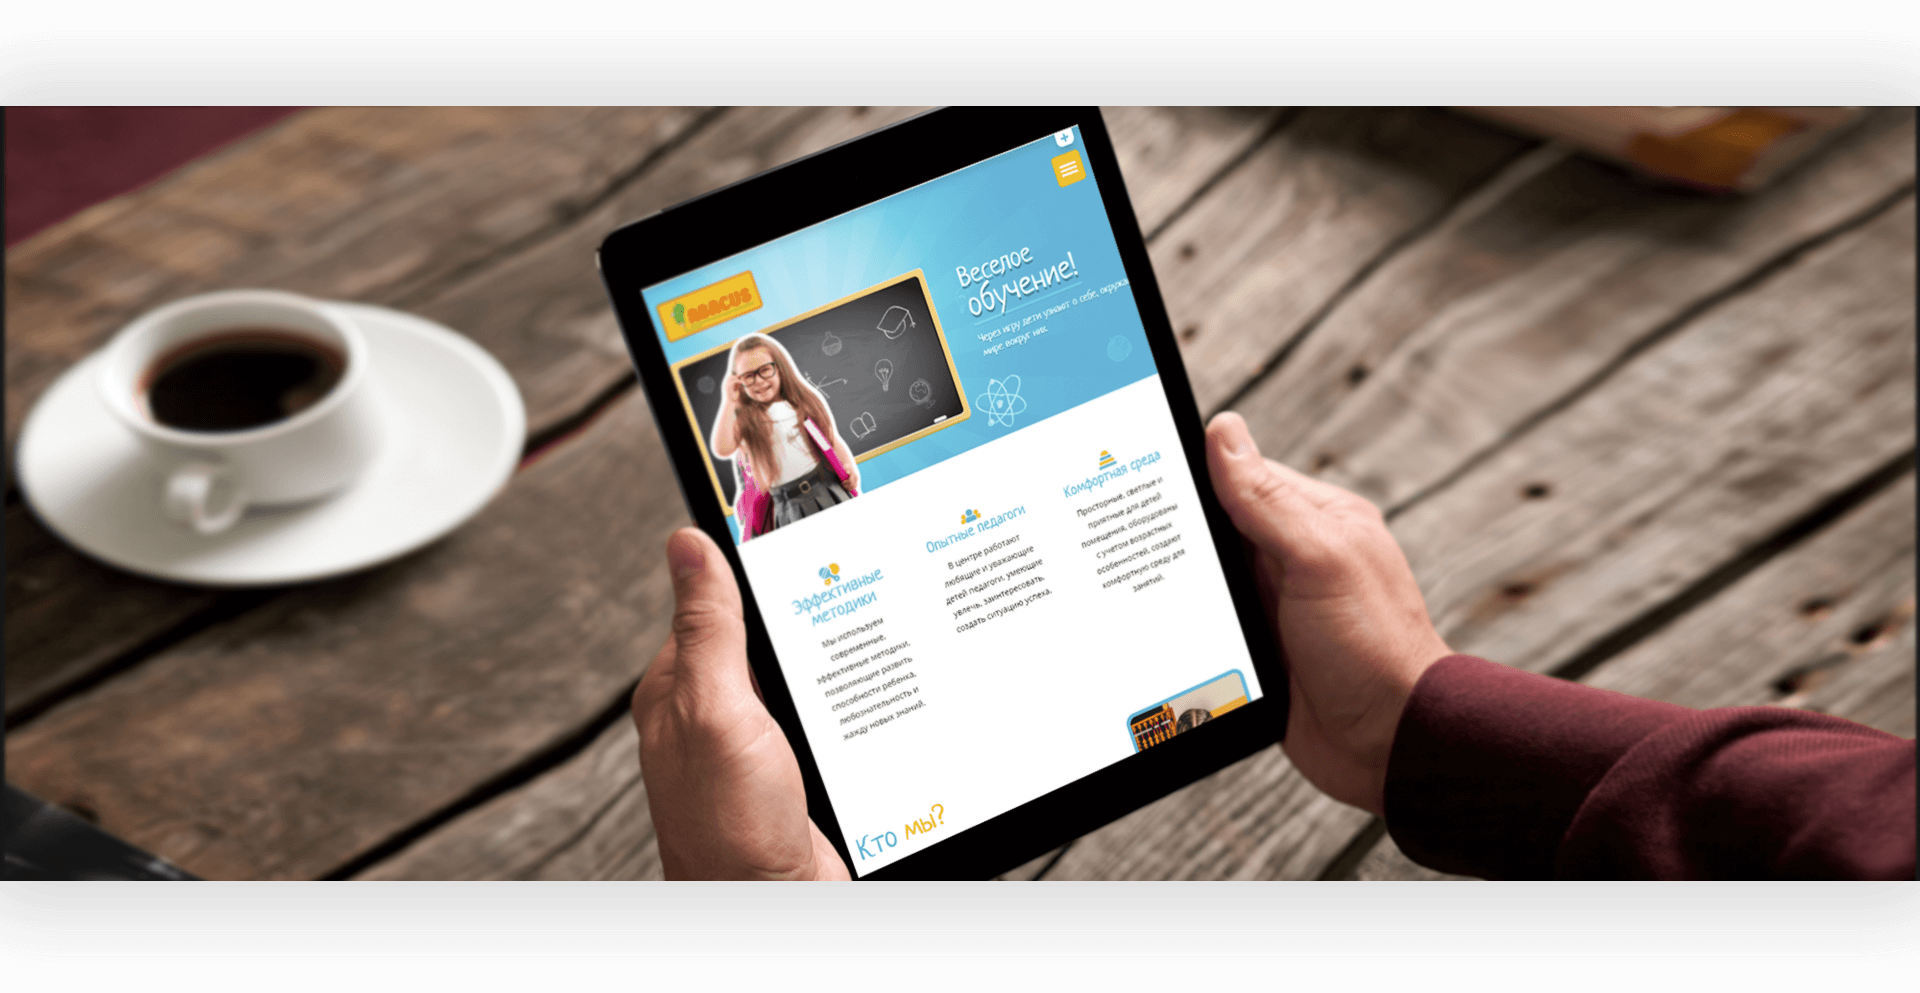 ABACUS
Веселое
обучение!
Через игру дети узнают о себе, окружа
мире вокруг них.
Эффективные
методики
Мы используем
современные,
эффективные методики,
позволяющие развить
способности ребенка,
любознательность и
жажду новых знаний.
Опытные педагоги
В центре работают
любящие и уважающие
детей педагоги, умеющие
увлечь, заинтересовать,
создать ситуацию успеха.
Комфортная среда
Просторные, светлые и
приятные для детей
помещения, оборудованы
с учетом возрастных
особенностей, создают
комфортную среду для
занятий.
Кто мы?